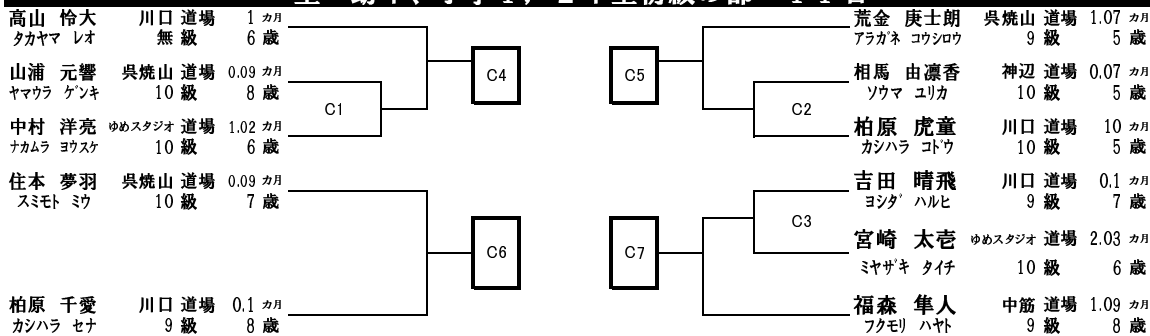 高山 怜大 川口 道場 1 カ月
タカヤマ レオ 無 級 6 歳
山浦 元響 呉焼山 道場 0.09 カ月
ヤマウラ ゲンキ 10 級 8 歳
中村 洋亮 ゆめスタジオ 道場 1.02 カ月
ナカムラ ヨウスケ 10 級 6 歳
住本 夢羽 呉焼山 道場 0.09 カ月
スミモト ミウ 10 級 7 歳
柏原 千愛 川口 道場 0.1 カ月
カシハラ セナ 9 級 8 歳
C1
C4
C6
C5
C7
C2
C3
荒金 庚士朗 呉焼山 道場 1.07 カ月
アラガネ コウシロウ 9 級 5 歳
相馬 由凛香 神辺 道場 0.07 カ月
ソウマ ユリカ 10 級 5 歳
柏原 虎童 川口 道場 10 カ月
カシハラ コドウ 10 級 5 歳
吉田 晴飛 川口 道場 0.1 カ月
ヨシダ ハルヒ 9 級 7 歳
宮崎 太壱 ゆめスタジオ 道場 2.03 カ月
ミヤザキ タイチ 10 級 6 歳
福森 隼人 中筋 道場 1.09 カ月
フクモリ ハヤト 9 級 8 歳